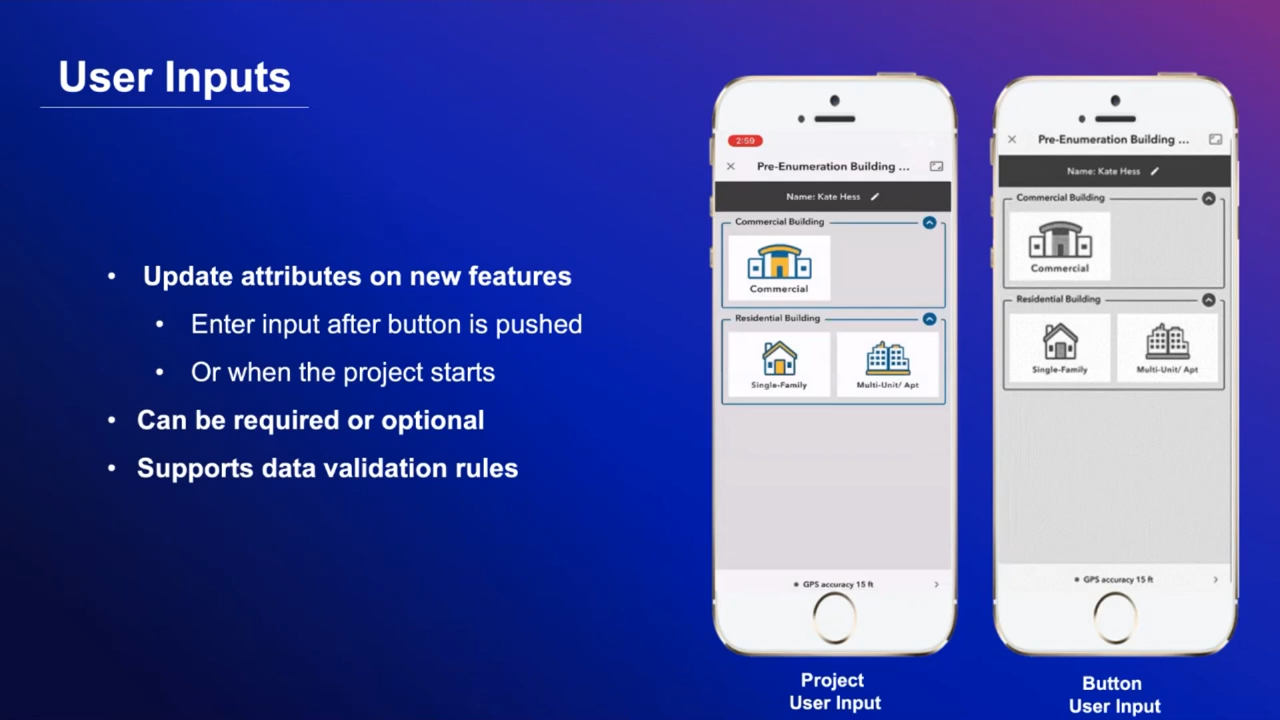 User Inputs
• Update attributes on new features
• Enter input after button is pushed
• Or when the project starts
• Can be required or optional
• Supports data validation rules
2:59
Pre-Enumeration Building ...
Name: Kate Hess
Commercial Building
Commercial
Residential Building
Single-Family
Multi-Unit/ Apt
GPS accuracy 15 ft
Project
User Input
Pre-Enumeration Building ...
Name: Kate Hess
Commercial Building
Commercial
Residential Building
Single-Family
Multi-Unit/ Apt
GPS accuracy 15 ft
Button
User Input